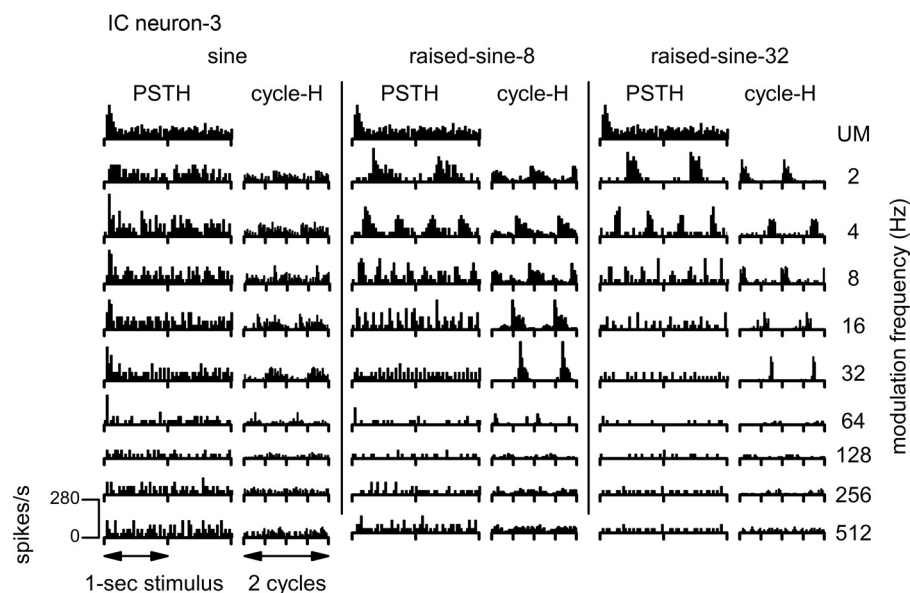 IC neuron-3
sine raised-sine-8 raised-sine-32
PSTH cycle-H PSTH cycle-H PSTH cycle-H
UM
2
4
8
16
32
64
128
256
512
modulation frequency (Hz)
280
0
spikes/s
1-sec stimulus 2 cycles